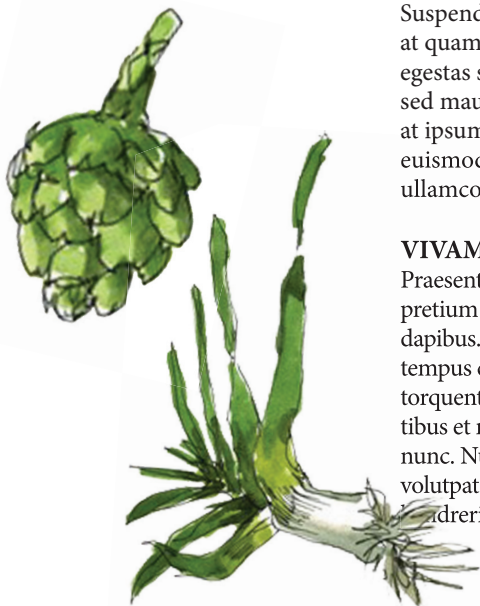 Suspend
at quam
egestas s
sed mau
at ipsum
euismod
ullamco
VIVAM
Praesent
pretium
dapibus.
tempus
torquent
tibus et
nunc. Nu
volutpat